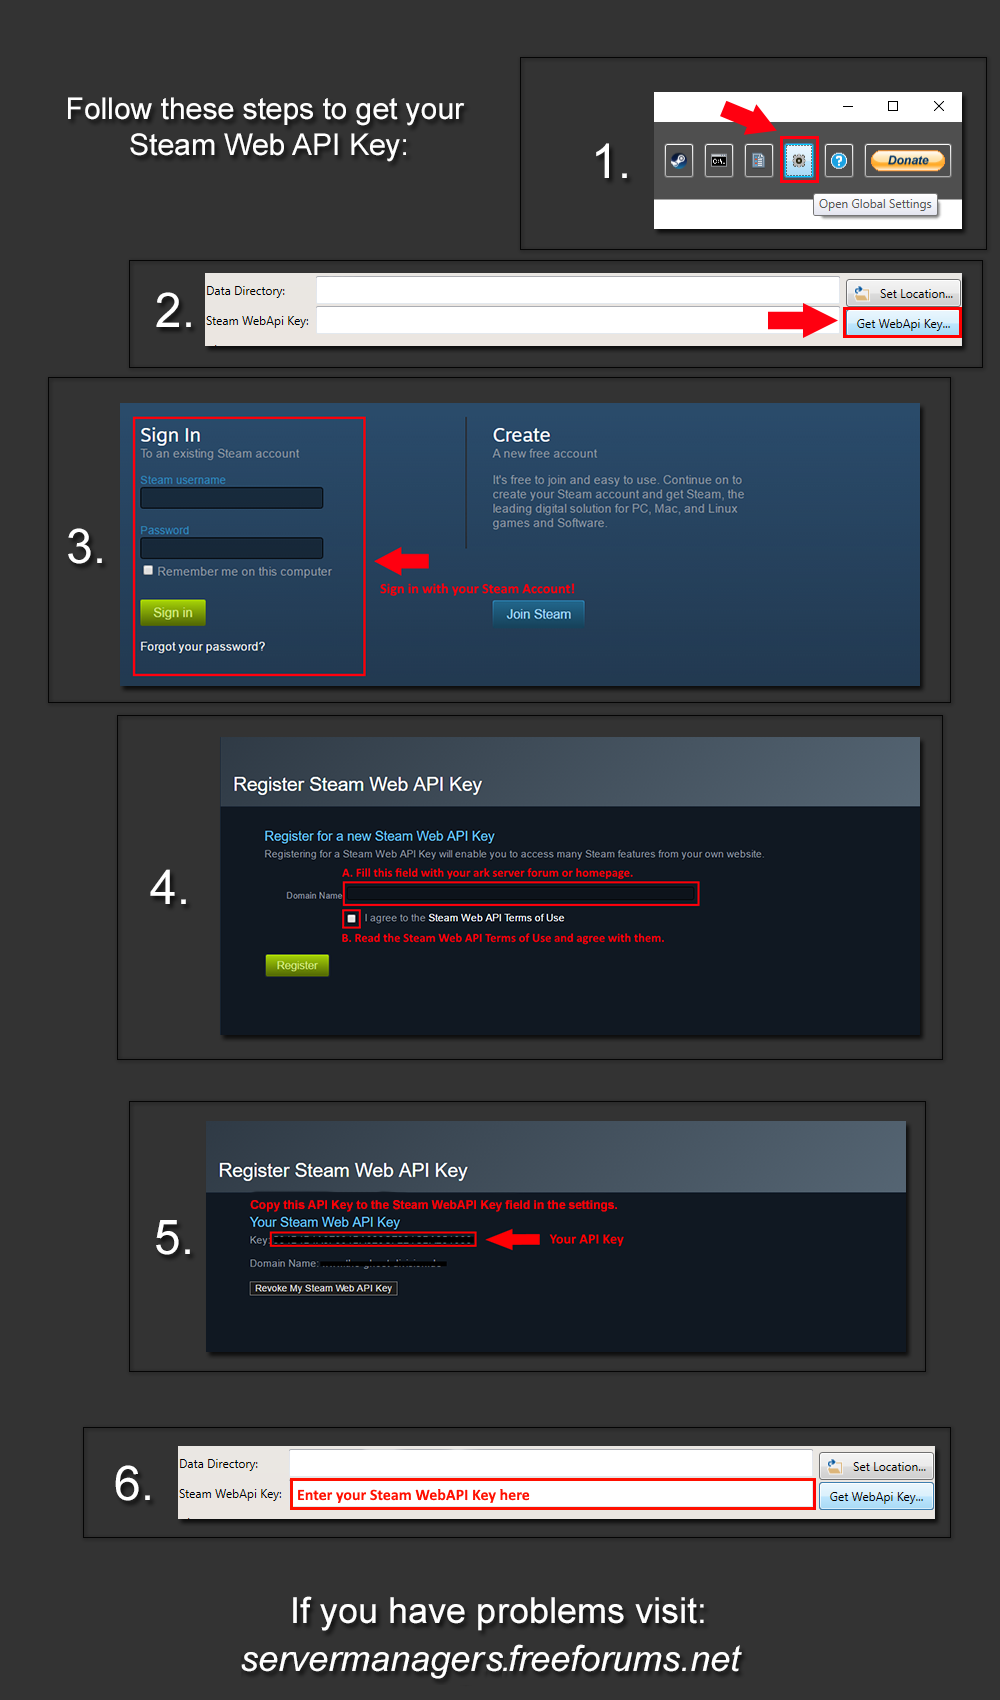 Follow these steps to get your
Steam Web API Key:
1.
C:\.
?
Donate
Open Global Settings
2.
Data Directory:
Set Location...
Steam WebApi Key:
Get WebApi Key...
3.
Sign In
To an existing Steam account
Steam username
Password
Remember me on this computer
Sign in
Forgot your password?
Create
A new free account
It's free to join and easy to use. Continue on to
create your Steam account and get Steam, the
leading digital solution for PC, Mac, and Linux
games and Software.
Sign in with your Steam Account!
Join Steam
4.
Register Steam Web API Key
Register for a new Steam Web API Key
Registering for a Steam Web API Key will enable you to access many Steam features from your own website.
A. Fill this field with your ark server forum or homepage.
Domain Name
I agree to the Steam Web API Terms of Use
B. Read the Steam Web API Terms of Use and agree with them.
Register
5.
Register Steam Web API Key
Copy this API Key to the Steam WebAPI Key field in the settings.
Your Steam Web API Key
Key:
Your API Key
Domain Name:
Revoke My Steam Web API Key
6.
Data Directory:
Set Location...
Steam WebApi Key:
Enter your Steam WebAPI Key here
Get WebApi Key...
If you have problems visit:
servermanagers.freeforums.net